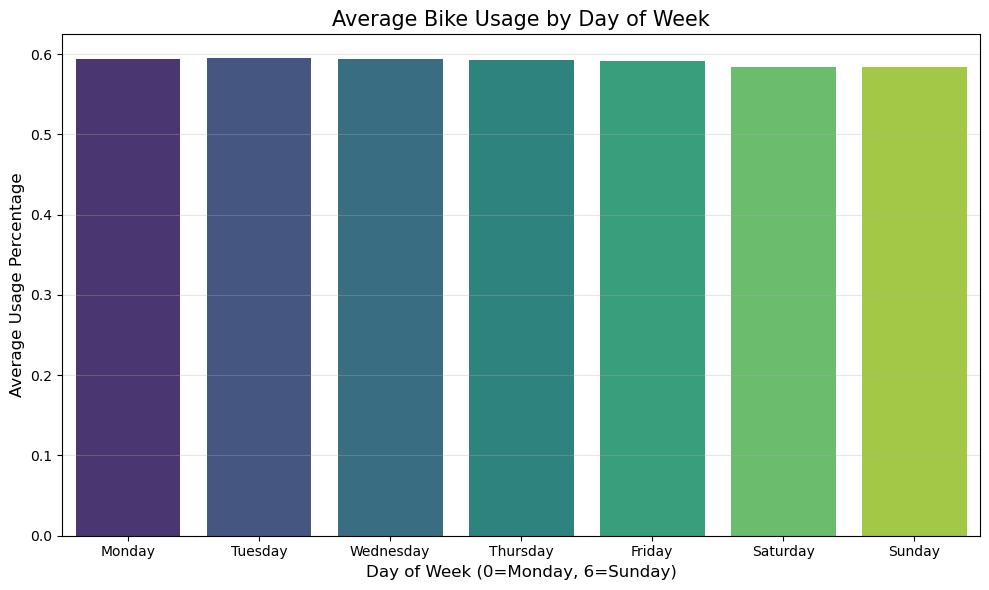 Average Bike Usage by Day of Week
Average Usage Percentage
0.6
0.5
0.4
0.3
0.2
0.1
0.0
Monday Tuesday Wednesday Thursday Friday Saturday Sunday
Day of Week (0=Monday, 6=Sunday)